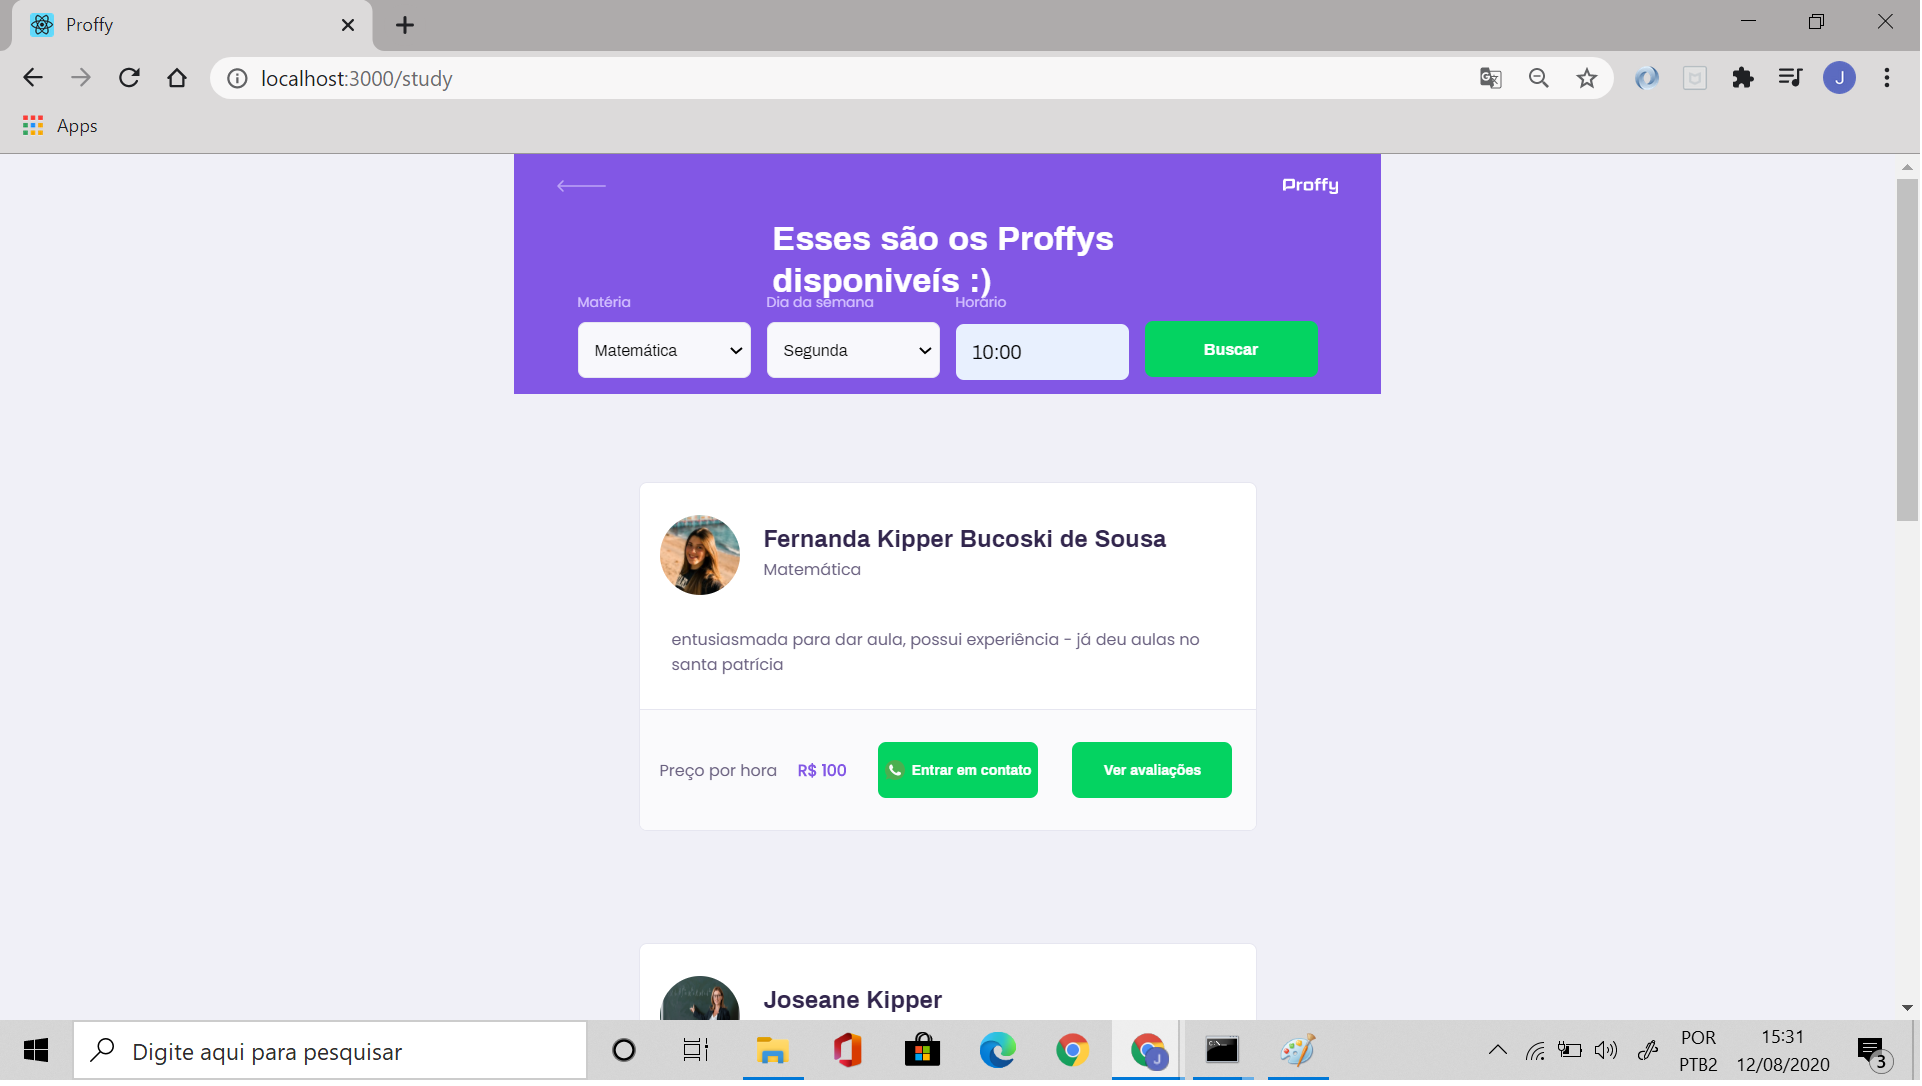 Proffy
localhost:3000/study
J
Apps
Proffy
Esses são os Proffys
disponiveís :)
Matéria
Dia da semana
Horário
Matemática
Segunda
10:00
Buscar
Fernanda Kipper Bucoski de Sousa
Matemática
entusiasmada para dar aula, possui experiência - já deu aulas no
santa patrícia
Preço por hora
R$ 100
Entrar em contato
Ver avaliações
Joseane Kipper
Digite aqui para pesquisar
J
POR
PTB2
15:31
12/08/2020
3